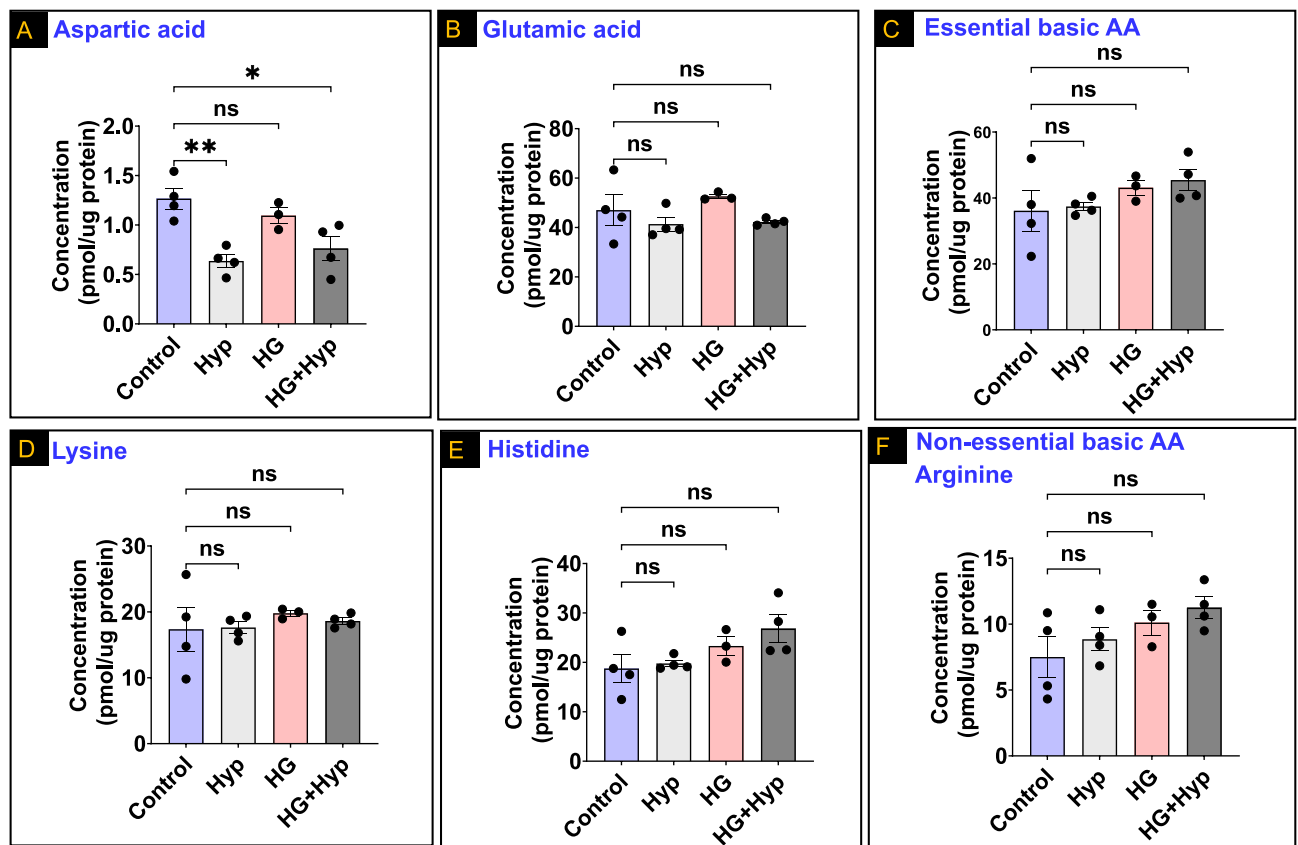 A Aspartic acid
*
ns
**
Concentration
(pmol/ug protein)
2.0
1.5
1.0
0.5
0.0
Control
Hyp
HG
HG+Hyp
B Glutamic acid
ns
ns
ns
Concentration
(pmol/ug protein)
80
60
40
20
0
Control
Hyp
HG
HG+Hyp
C Essential basic AA
ns
ns
ns
Concentration
(pmol/ug protein)
60
40
20
0
Control
Hyp
HG
HG+Hyp
D Lysine
ns
ns
ns
Concentration
(pmol/ug protein)
30
20
10
0
Control
Hyp
HG
HG+Hyp
E Histidine
ns
ns
ns
Concentration
(pmol/ug protein)
40
30
20
10
0
Control
Hyp
HG
HG+Hyp
F Non-essential basic AA
Arginine
ns
ns
ns
Concentration
(pmol/ug protein)
15
10
5
0
Control
Hyp
HG
HG+Hyp